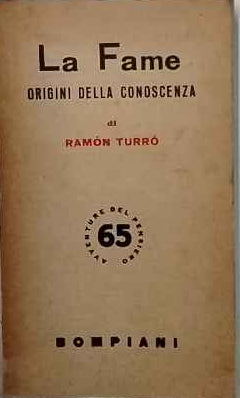 La Fame
ORIGINI DELLA CONOSCENZA
di
RAMÓN TURRÓ
AVVENTURE DEL PENSIERO
65
BOMPIANI